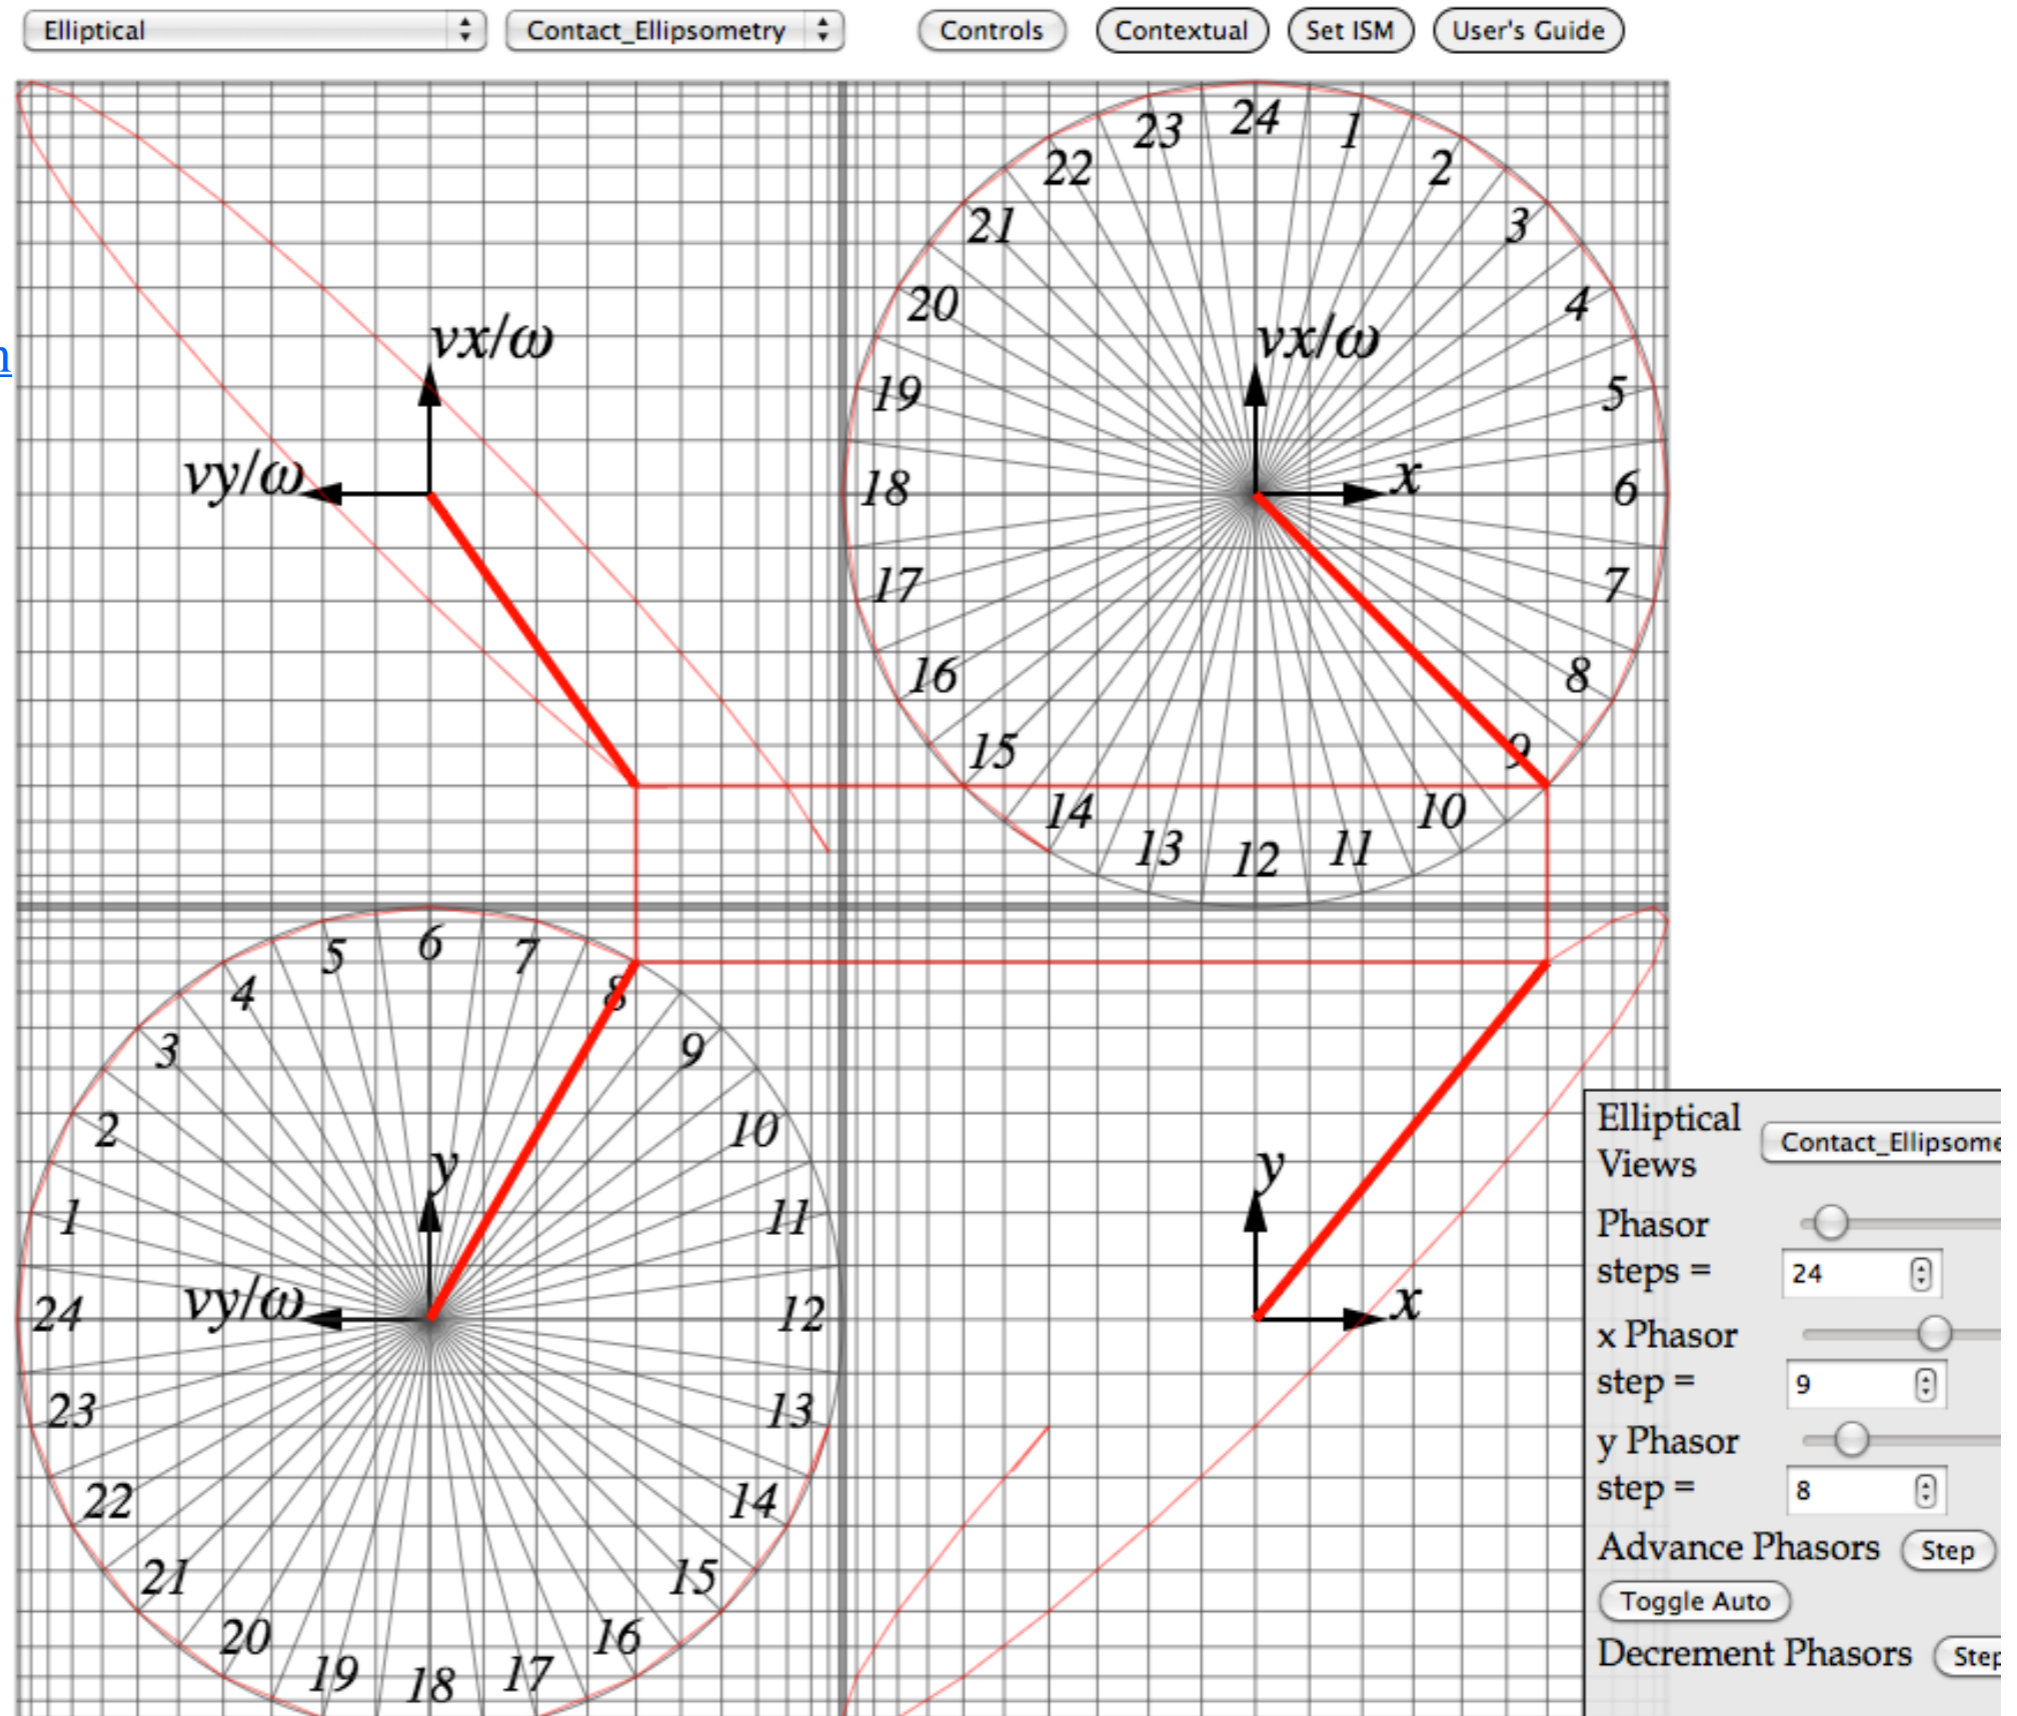 Elliptical Contact_Ellipsometry Controls Contextual Set ISM User's Guide
n
vx/ω
vy/ω
24
1
2
3
4
5
6
7
8
9
10
11
12
13
14
15
16
17
18
19
20
21
22
23
vx/ω
x
6
7
8
9
10
11
12
13
14
15
16
17
18
19
20
21
22
23
24
1
2
3
4
5
y
vy/ω
y
x
Elliptical
Views
Contact_Ellipsome
Phasor
steps =
24
x Phasor
step =
9
y Phasor
step =
8
Advance Phasors Step
Toggle Auto
Decrement Phasors Step